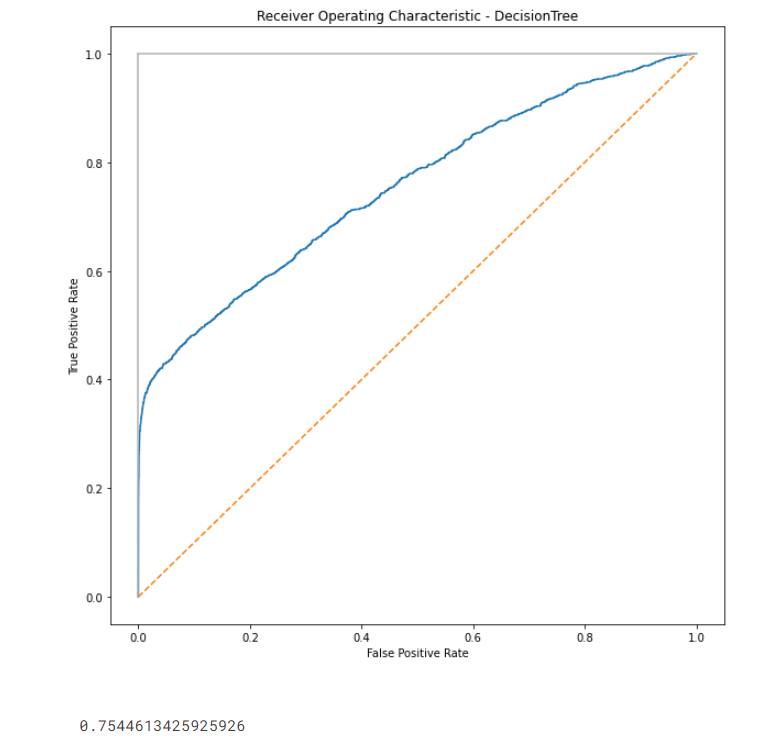 Receiver Operating Characteristic - DecisionTree
1.0
0.8
0.6
0.4
0.2
0.0
True Positive Rate
0.0 0.2 0.4 0.6 0.8 1.0
False Positive Rate
0.7544613425925926